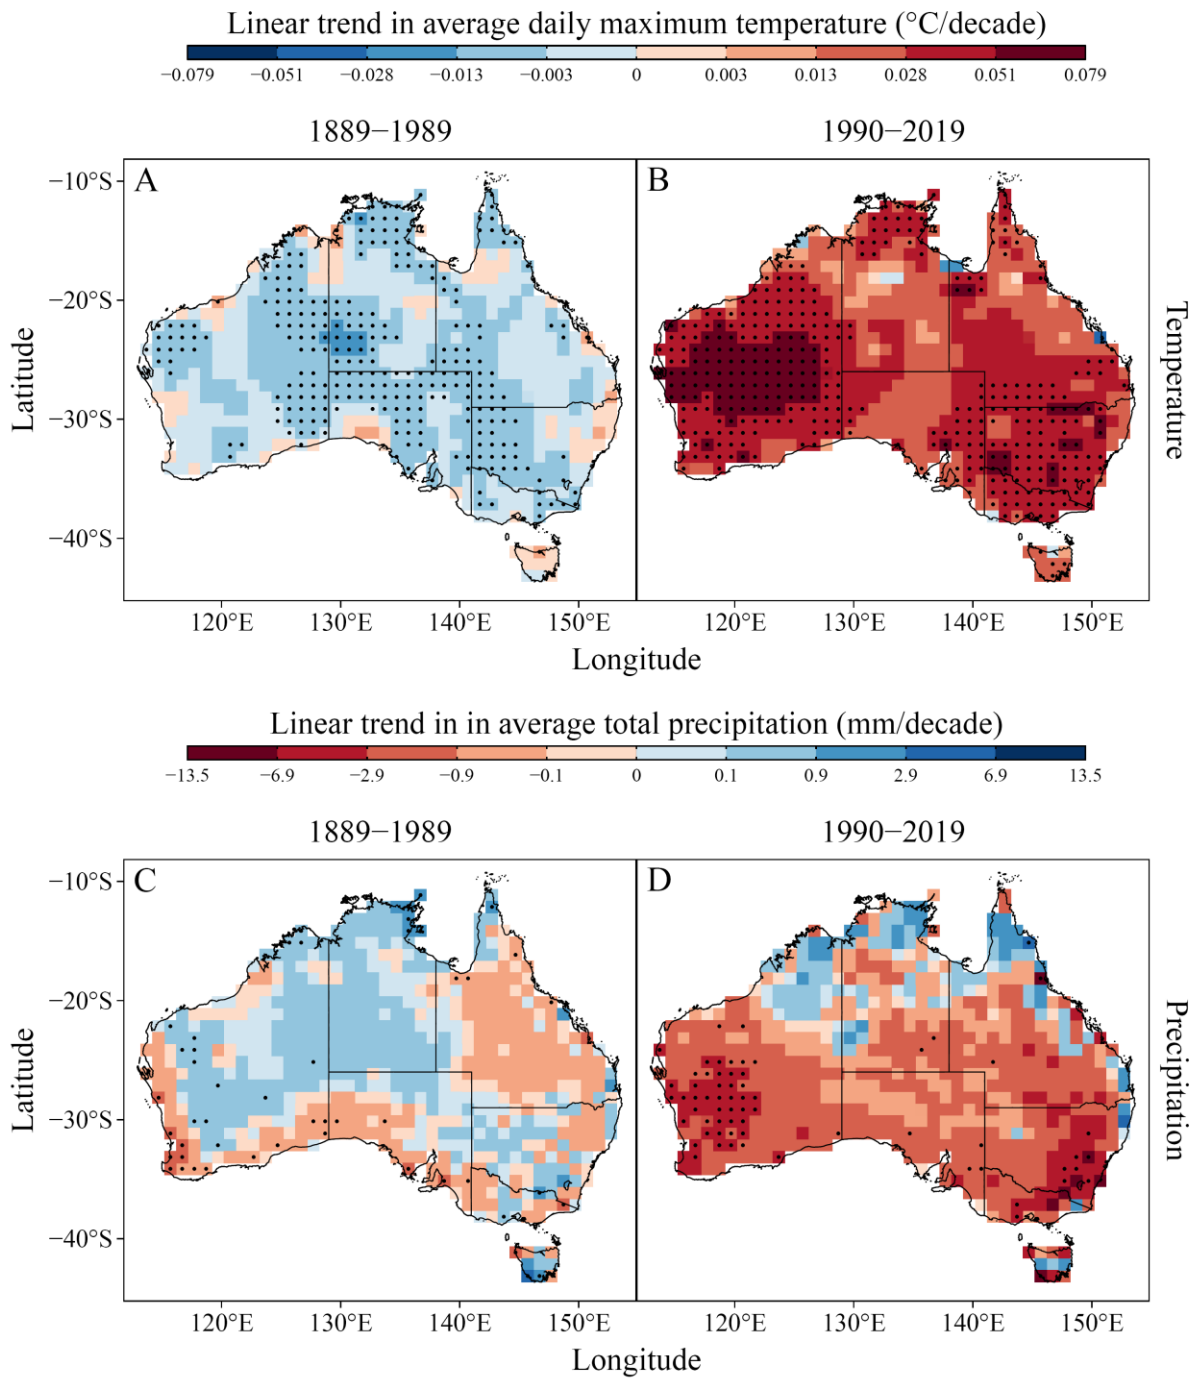 Linear trend in average daily maximum temperature (°C/decade)
−0.079 −0.051 −0.028 −0.013 −0.003 0 0.003 0.013 0.028 0.051 0.079
1889−1989 1990−2019
A B
−10°S
−20°S
−30°S
−40°S
Latitude
Temperature
120°E 130°E 140°E 150°E 120°E 130°E 140°E 150°E
Longitude
Linear trend in in average total precipitation (mm/decade)
−13.5 −6.9 −2.9 −0.9 −0.1 0 0.1 0.9 2.9 6.9 13.5
1889−1989 1990−2019
C D
−10°S
−20°S
−30°S
−40°S
Latitude
Precipitation
120°E 130°E 140°E 150°E 120°E 130°E 140°E 150°E
Longitude